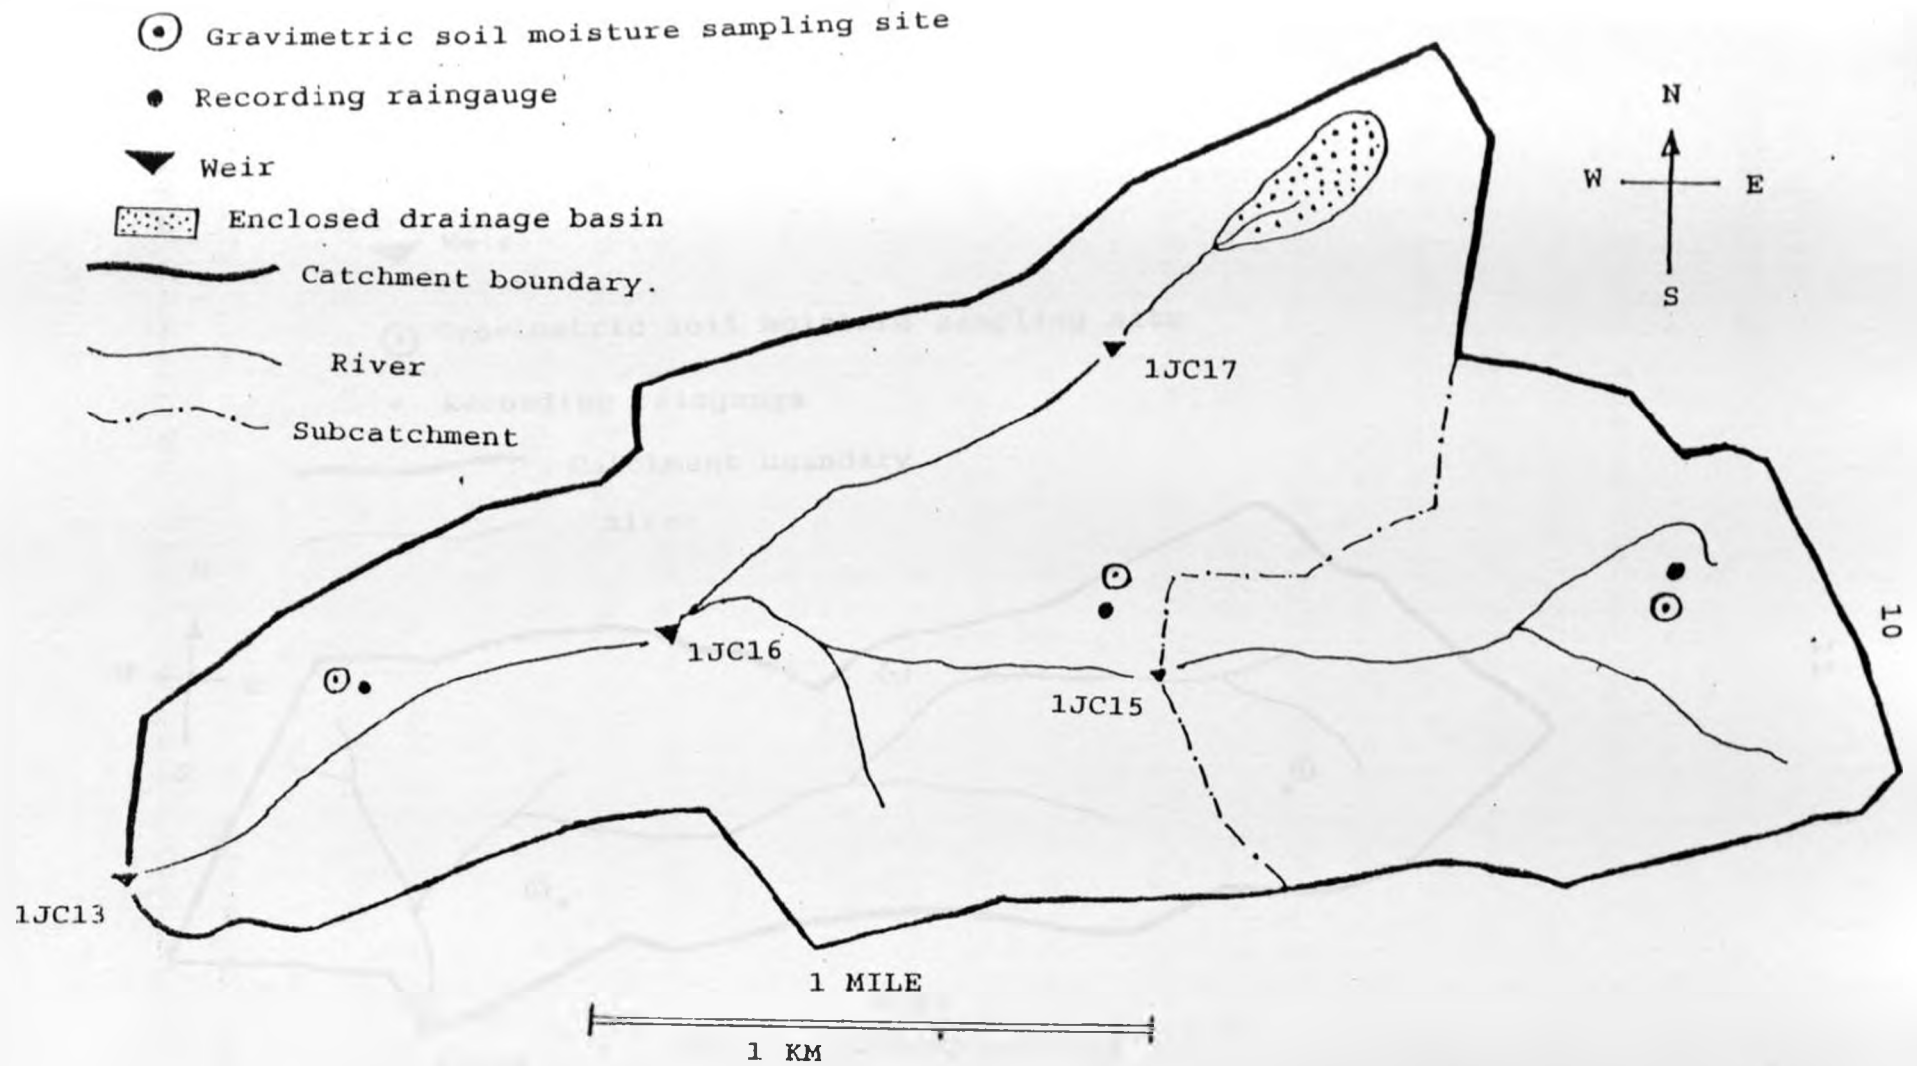 Gravimetric soil moisture sampling site
Recording raingauge
Weir
Enclosed drainage basin
Catchment boundary.
River
Subcatchment
N
W E
S
1JC17
1JC16
1JC15
1JC13
10
1 MILE
1 KM